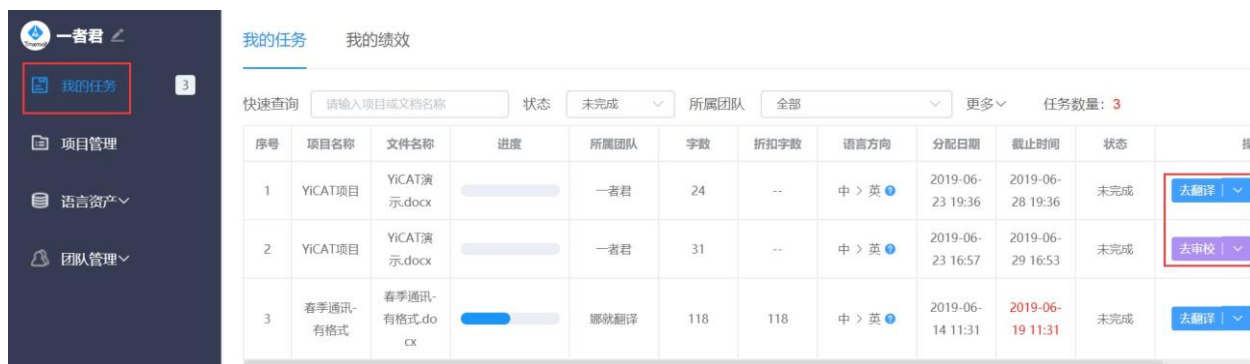 一者君
我的任务 3
项目管理
语言资产
团队管理
我的任务 我的绩效
快速查询 请输入项目或文档名称 状态 未完成 所属团队 全部 更多 任务数量: 3
序号 项目名称 文件名称 进度 所属团队 字数 折扣字数 语言方向 分配日期 截止时间 状态
1 YiCAT项目 YiCAT演 -- 一者君 24 -- 中 > 英 2019-06- 2019-06- 未完成 去翻译
示.docx 23 19:36 28 19:36
2 YiCAT项目 YiCAT演 一者君 31 -- 中 > 英 2019-06- 2019-06- 未完成 去审校
示.docx 23 16:57 29 16:53
3 春季通讯- 春季通讯- 娜就翻译 118 118 中 > 英 2019-06- 2019-06- 未完成 去翻译
有格式 有格式.do 14 11:31 19 11:31
cx